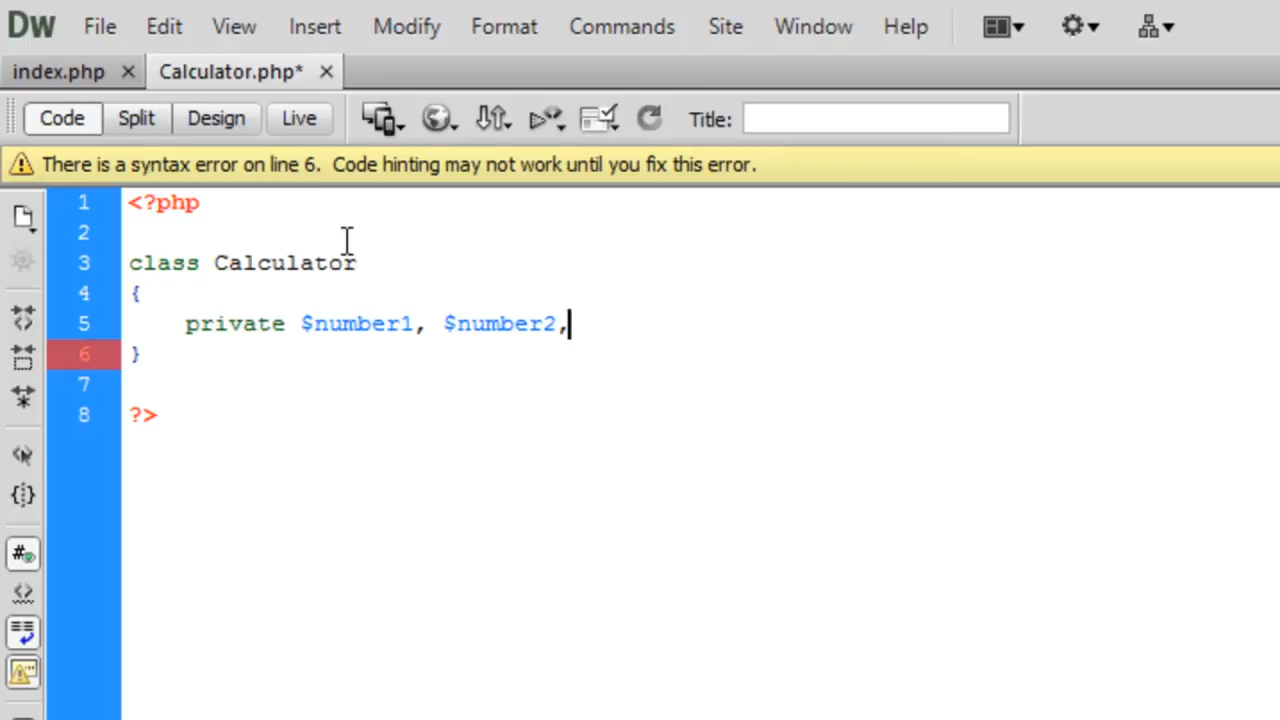 DW File Edit View Insert Modify Format Commands Site Window Help
index.php Calculator.php*
Code Split Design Live Title:
There is a syntax error on line 6. Code hinting may not work until you fix this error.
1 <?php
2
3 class Calculator
4 {
5 private $number1, $number2,
6 }
7
8 ?>